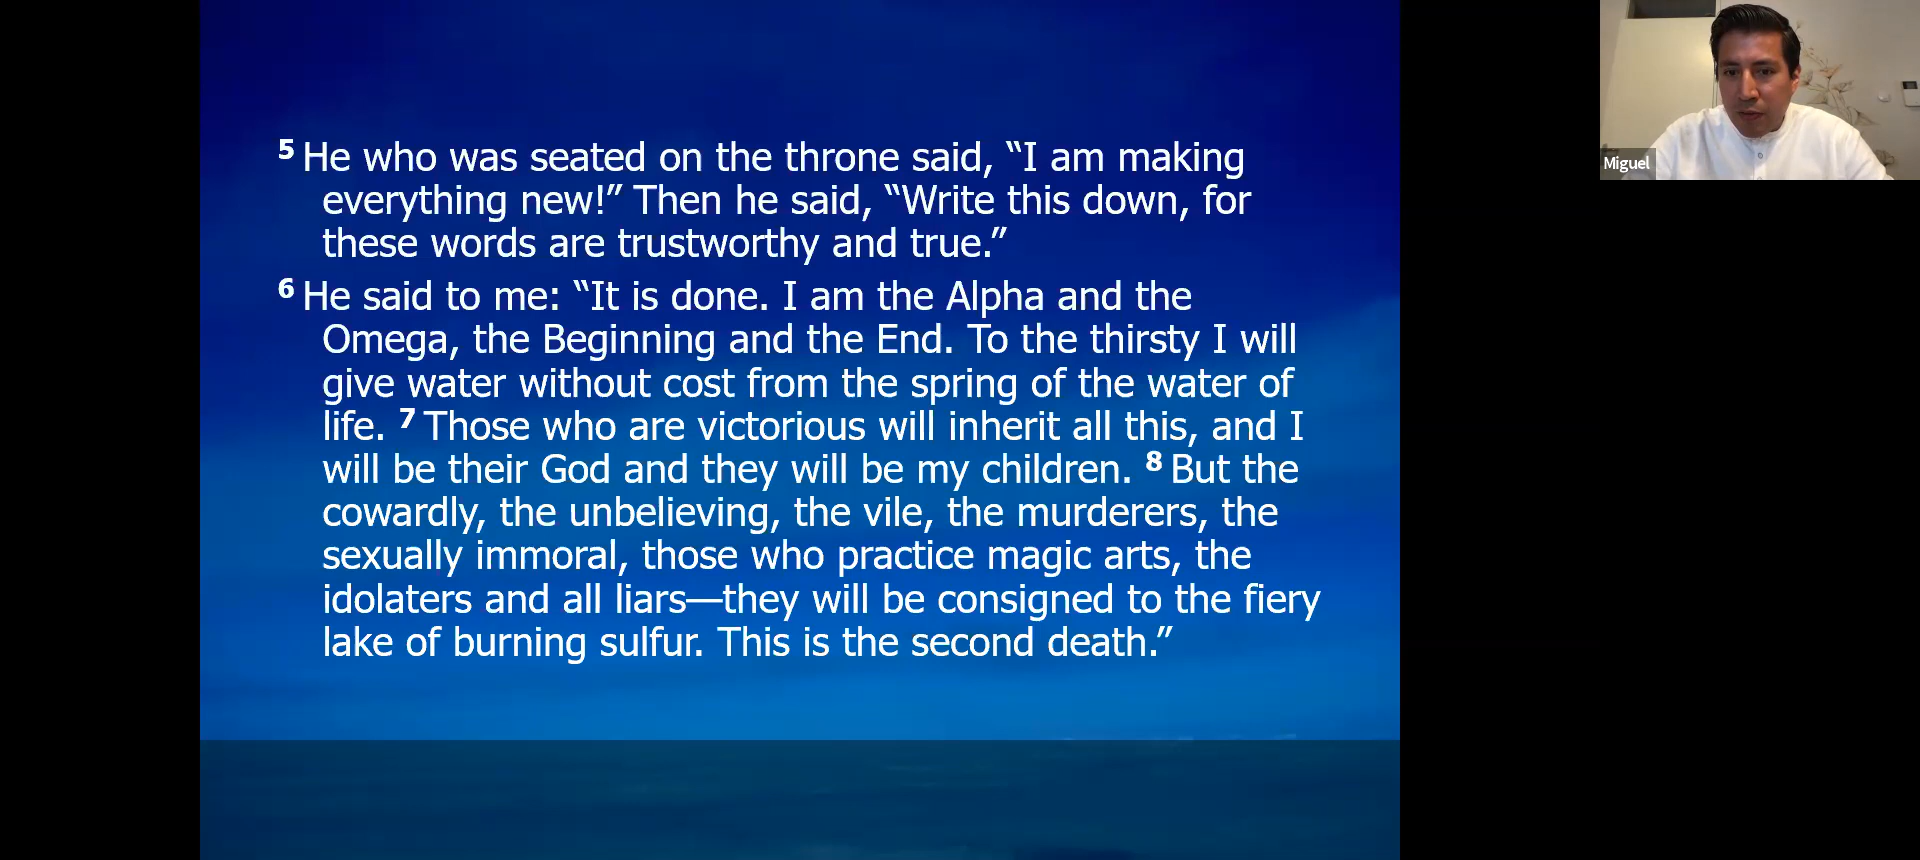 5 He who was seated on the throne said, “I am making
everything new!” Then he said, “Write this down, for
these words are trustworthy and true.”
6 He said to me: “It is done. I am the Alpha and the
Omega, the Beginning and the End. To the thirsty I will
give water without cost from the spring of the water of
life. 7 Those who are victorious will inherit all this, and I
will be their God and they will be my children. 8 But the
cowardly, the unbelieving, the vile, the murderers, the
sexually immoral, those who practice magic arts, the
idolaters and all liars—they will be consigned to the fiery
lake of burning sulfur. This is the second death.”
Miguel